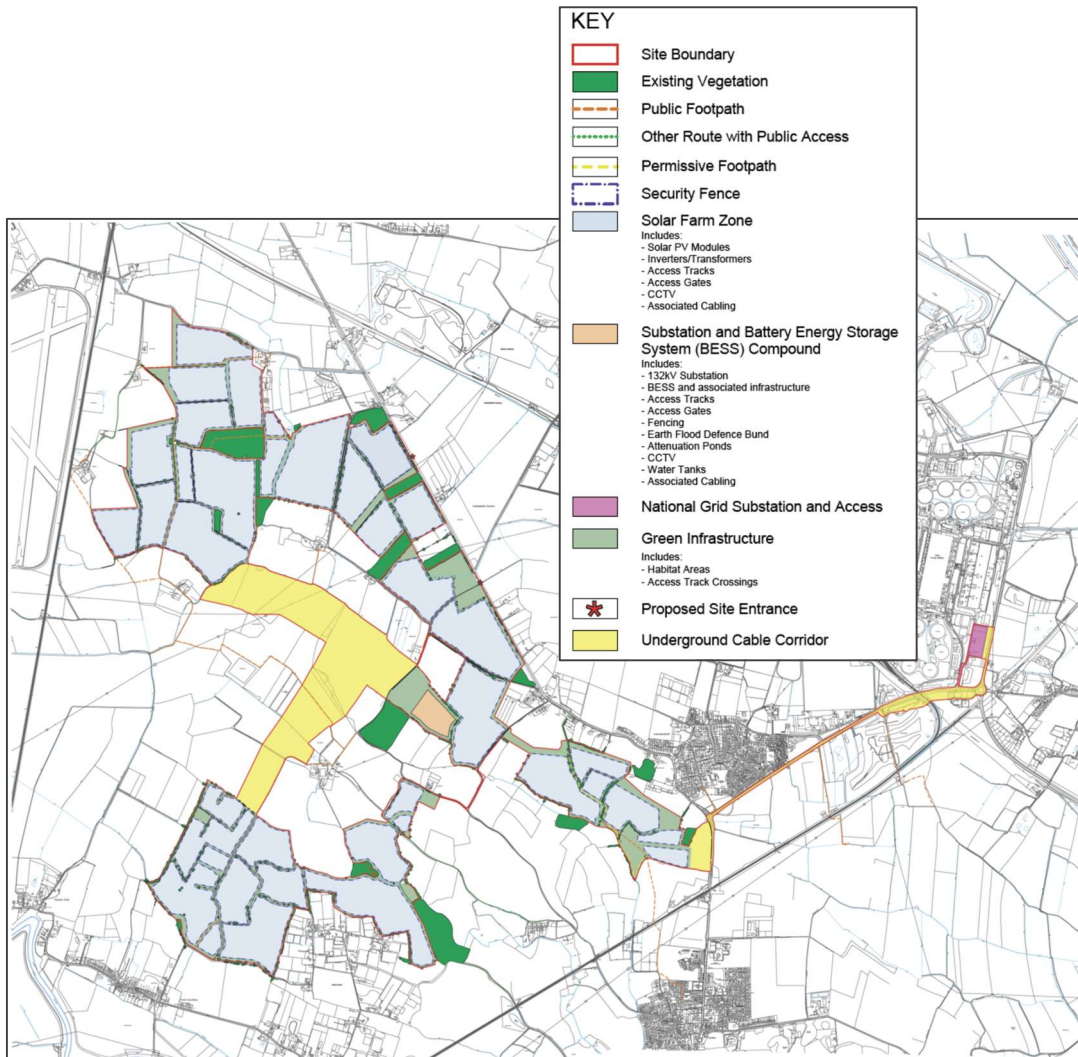 KEY
Site Boundary
Existing Vegetation
Public Footpath
Other Route with Public Access
Permissive Footpath
Security Fence
Solar Farm Zone
Includes:
- Solar PV Modules
- Inverters/Transformers
- Access Tracks
- Access Gates
- CCTV
- Associated Cabling
Substation and Battery Energy Storage
System (BESS) Compound
Includes:
- 132kV Substation
- BESS and associated infrastructure
- Access Tracks
- Access Gates
- Fencing
- Earth Flood Defence Bund
- Attenuation Ponds
- CCTV
- Water Tanks
- Associated Cabling
National Grid Substation and Access
Green Infrastructure
Includes:
- Habitat Areas
- Access Track Crossings
Proposed Site Entrance
Underground Cable Corridor